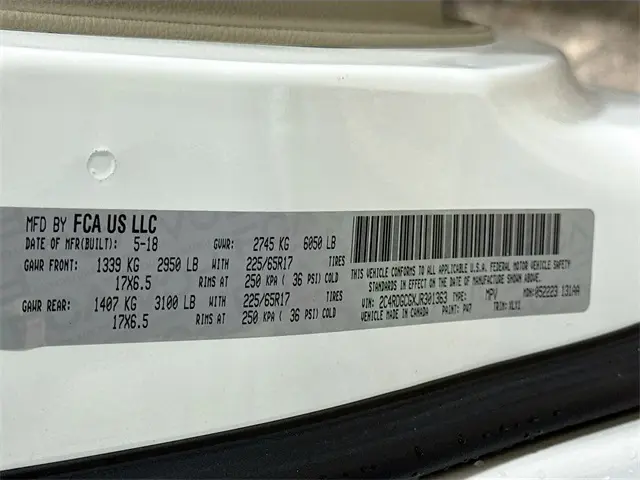 MFD BY FCA US LLC
DATE OF MFR(BUILT): 5-18 GVWR: 2745 KG 6050 LB
GAWR FRONT: 1339 KG 2950 LB WITH 225/65R17 TIRES
17X6.5 RIMS AT 250 KPA ( 36 PSI) COLD
GAWR REAR: 1407 KG 3100 LB WITH 225/65R17 TIRES
17X6.5 RIMS AT 250 KPA ( 36 PSI) COLD
THIS VEHICLE CONFORMS TO ALL APPLICABLE U.S.A. FEDERAL MOTOR VEHICLE SAFETY,
STANDARDS IN EFFECT ON THE DATE OF MANUFACTURE SHOWN ABOVE.
VIN: 2C4RDGCGXJR301363 TYPE: MPV MDH:052223 131AA
VEHICLE MADE IN CANADA PAINT: PW7 TRIM: